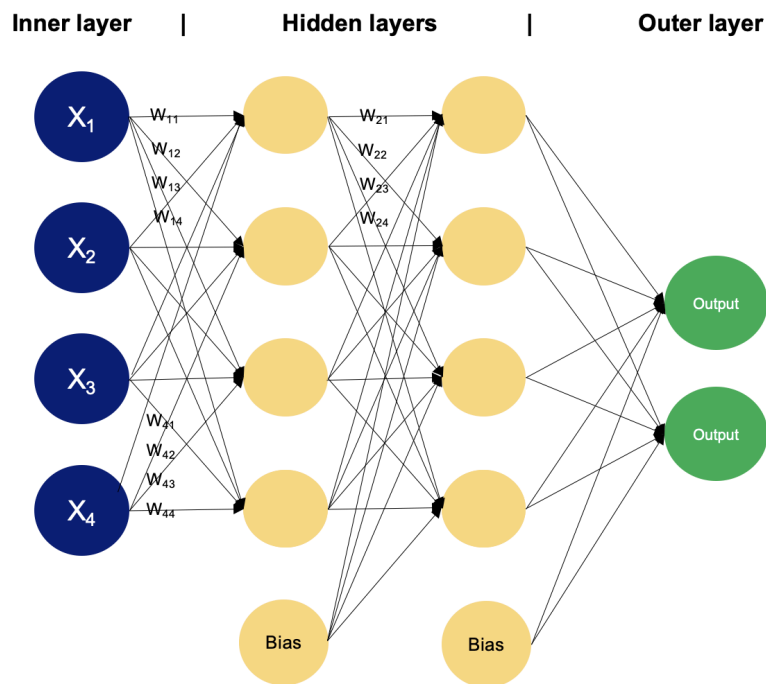 Inner layer | Hidden layers | Outer layer
X₁
W₁₁
W₁₂
W₁₃
W₁₄
W₂₁
W₂₂
W₂₃
W₂₄
X₂
X₃
W₄₁
W₄₂
W₄₃
W₄₄
X₄
Output
Output
Bias
Bias